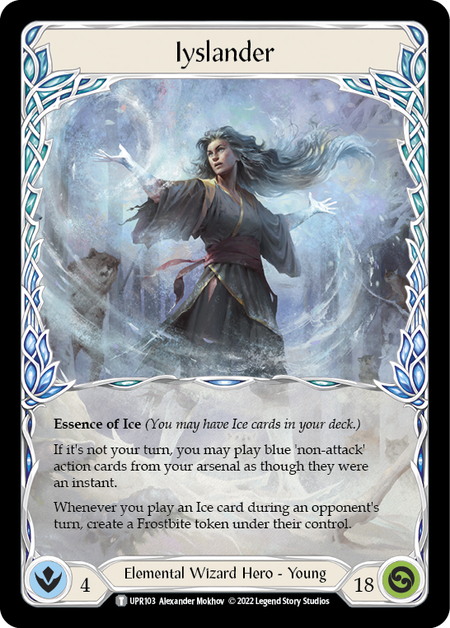 Iyslander
Essence of Ice (You may have Ice cards in your deck.)
If it's not your turn, you may play blue 'non-attack'
action cards from your arsenal as though they were
an instant.
Whenever you play an Ice card during an opponent's
turn, create a Frostbite token under their control.
4
Elemental Wizard Hero - Young
18
T UPR103 Alexander Mokhov © 2022 Legend Story Studios